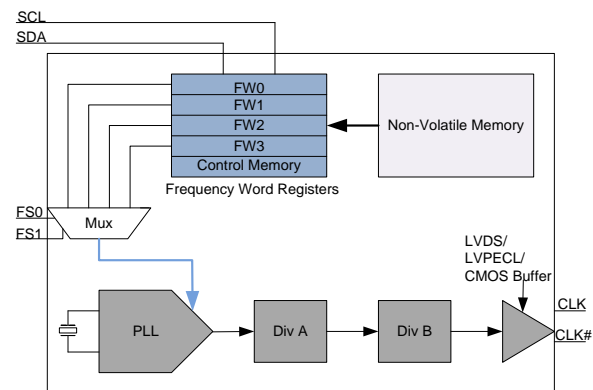 SCL
SDA
FW0
FW1
FW2
FW3
Control Memory
Non-Volatile Memory
Frequency Word Registers
FS0
FS1
Mux
LVDS/
LVPECL/
CMOS Buffer
PLL
Div A
Div B
CLK
CLK#